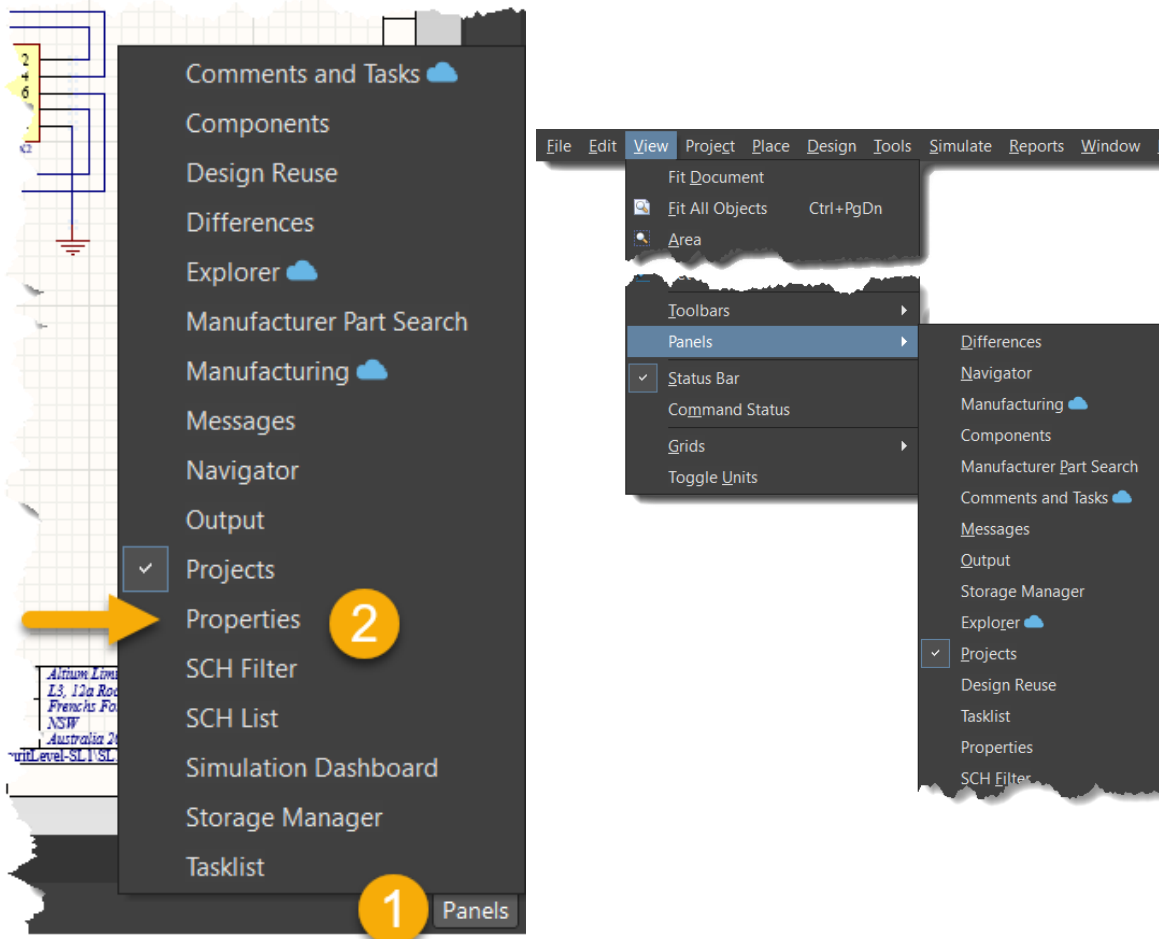 2
4
6
X2
Comments and Tasks
Components
Design Reuse
Differences
Explorer
Manufacturer Part Search
Manufacturing
Messages
Navigator
Output
Projects
Properties
2
SCH Filter
SCH List
Simulation Dashboard
Storage Manager
Tasklist
1
Panels
Altium
L3, 12a
Frenchs
NSW
Australia
File Edit View Project Place Design Tools Simulate Reports Window
Fit Document
Fit All Objects Ctrl+PgDn
Area
Toolbars
Panels
Status Bar
Command Status
Grids
Toggle Units
Differences
Navigator
Manufacturing
Components
Manufacturer Part Search
Comments and Tasks
Messages
Output
Storage Manager
Explorer
Projects
Design Reuse
Tasklist
Properties
SCH Filter